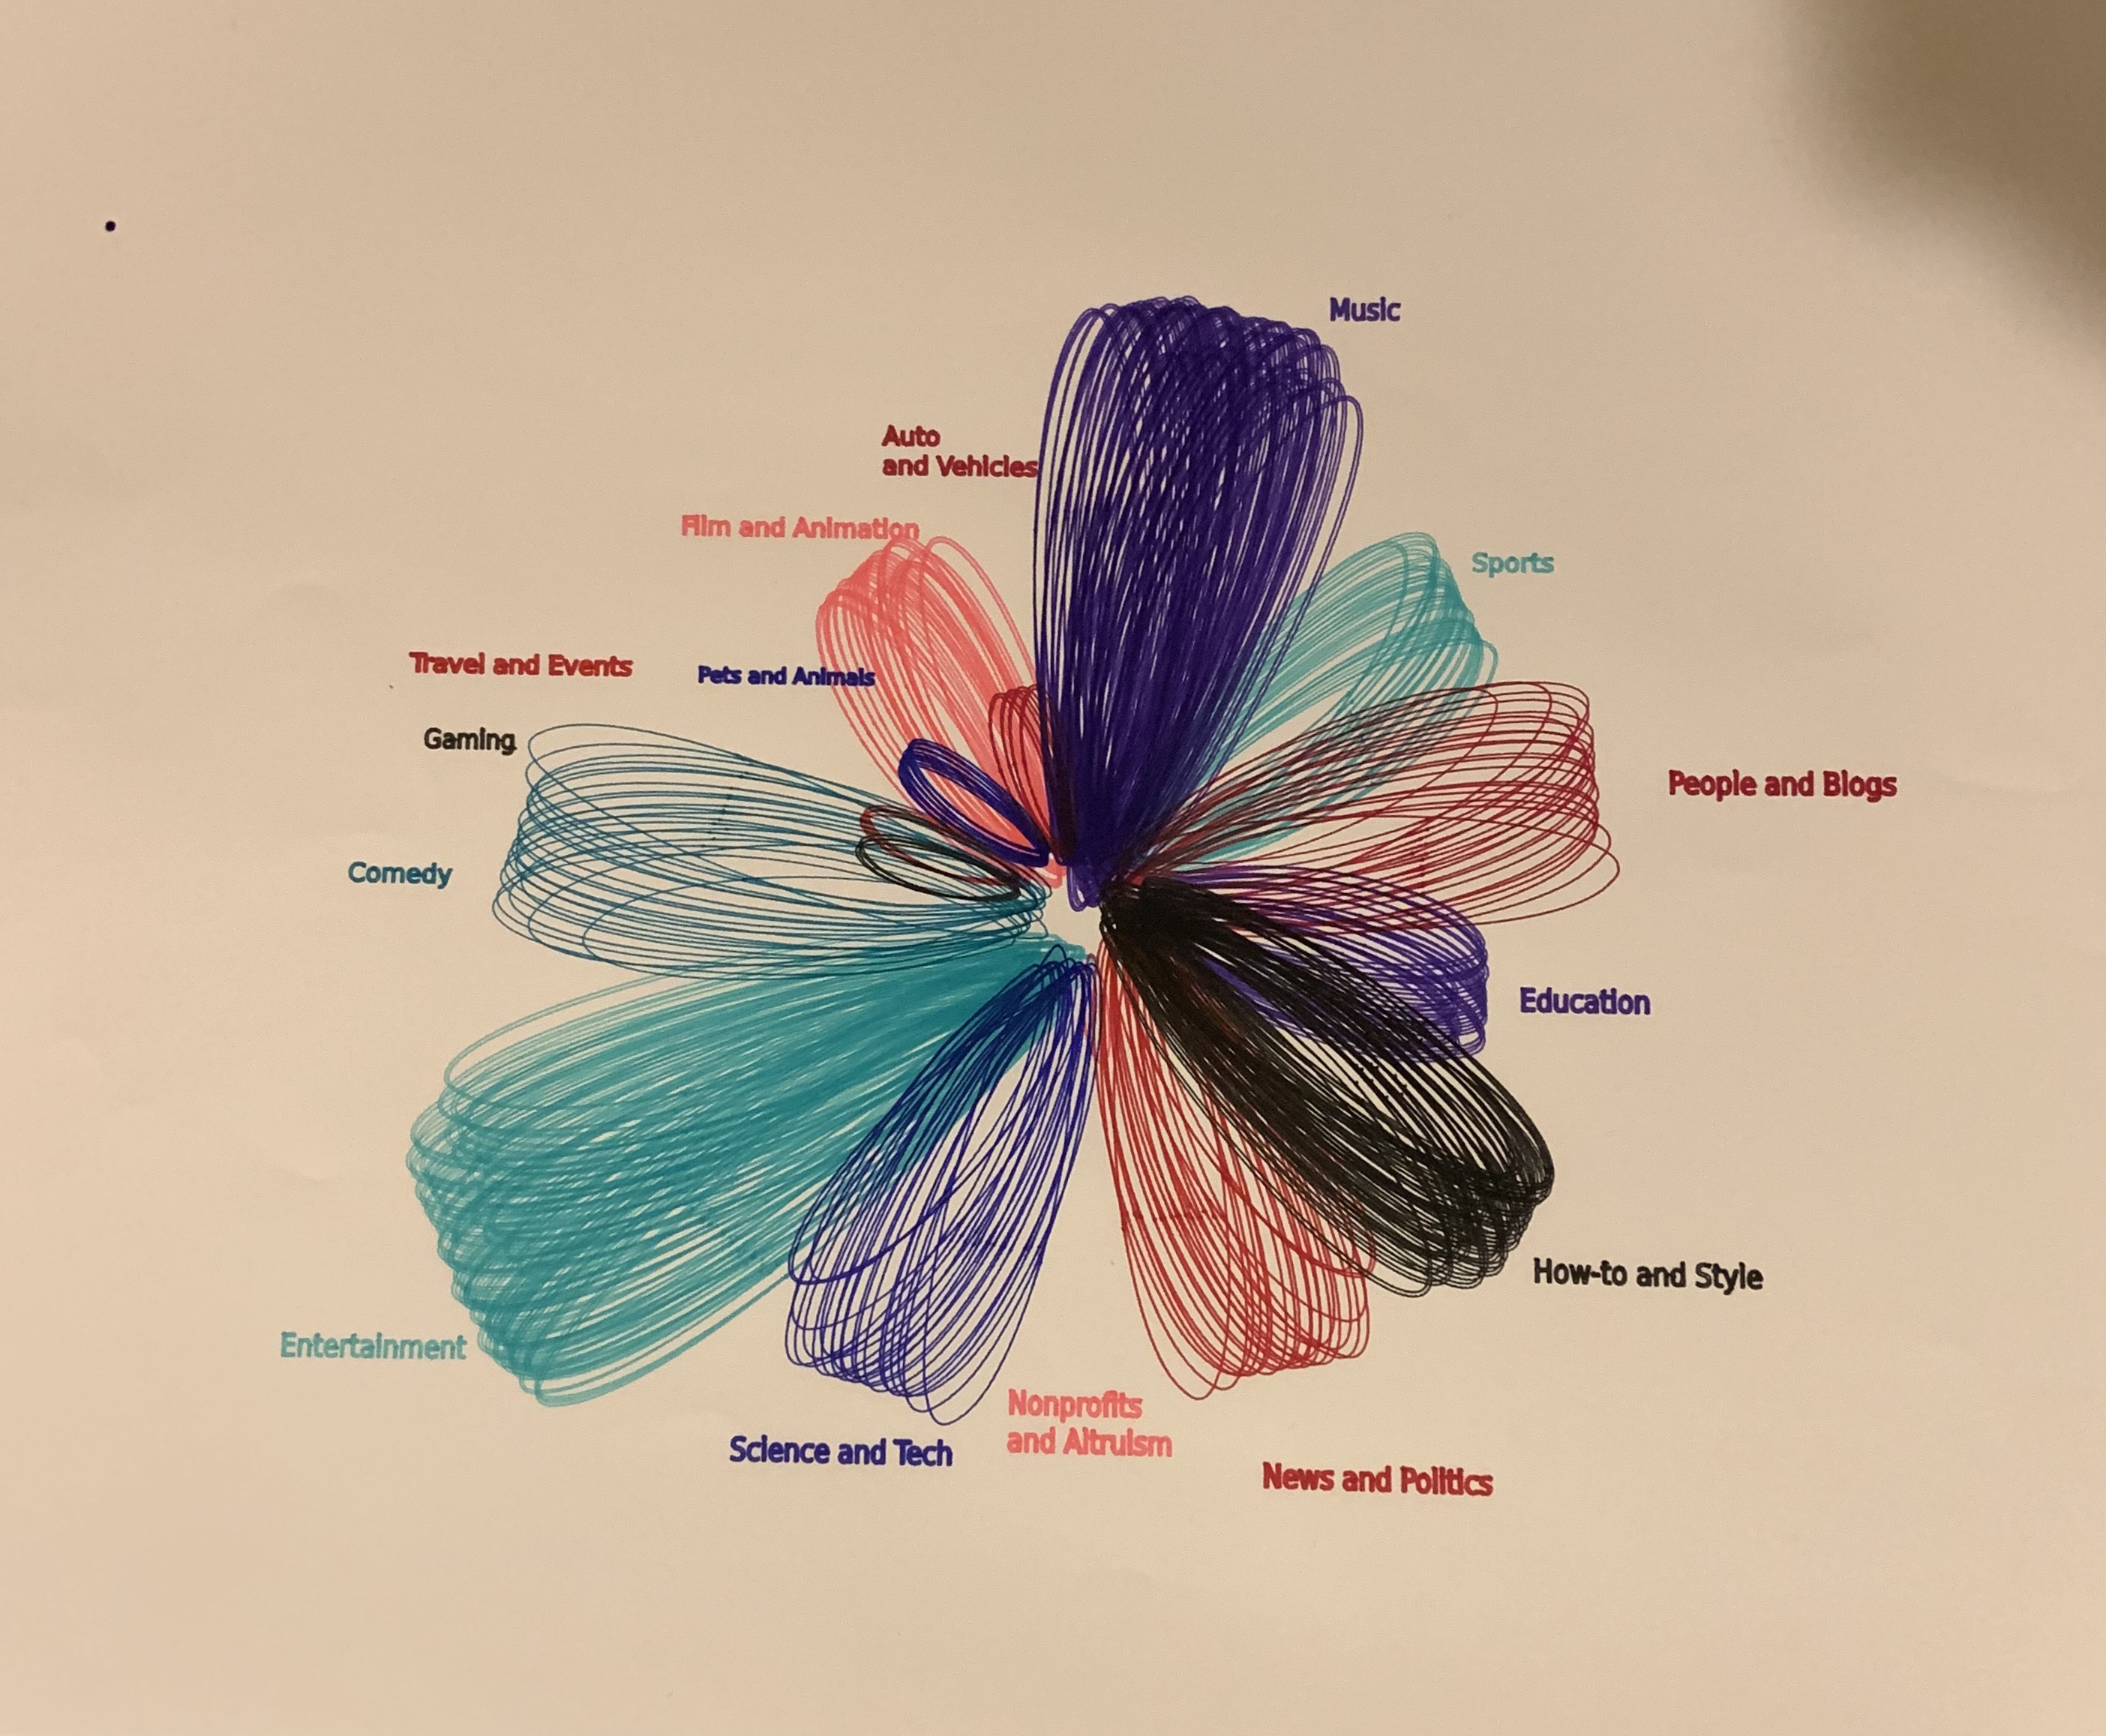 Music
Auto
and Vehicles
Film and Animation
Sports
Travel and Events
Pets and Animals
Gaming
People and Blogs
Comedy
Education
How-to and Style
Entertainment
Nonprofits
and Altruism
Science and Tech
News and Politics